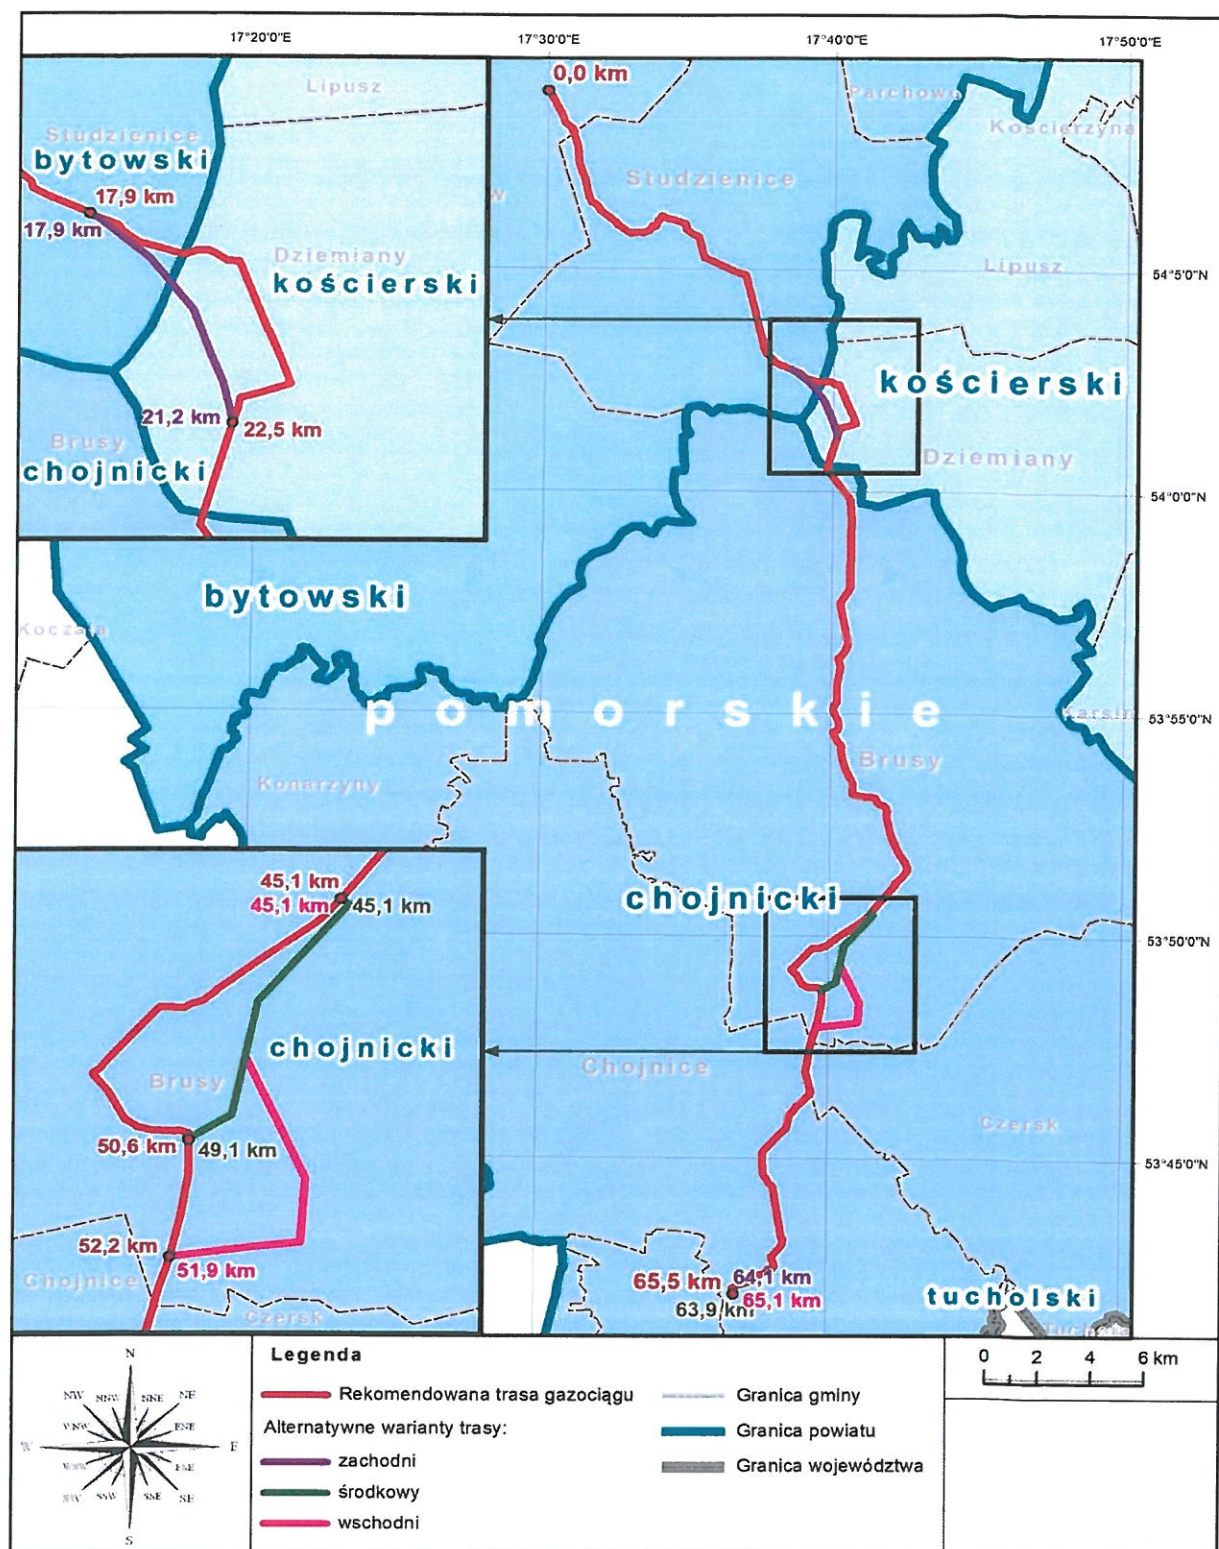 17°20'0"E
17°30'0"E
17°40'0"E
17°50'0"E
0,0 km
Lipusz
Parchowo
Kościerzyna
Studzienice
bytowski
17,9 km
17,9 km
Studzienice
w
Dziemiany
kościerski
Lipusz
54°5'0"N
kościerski
21,2 km
22,5 km
Brusy
chojnicki
Dziemiany
54°0'0"N
bytowski
Koczała
pomorskie
Karsin
53°55'0"N
Brusy
Konarzyny
45,1 km
45,1 km
45,1 km
chojnicki
53°50'0"N
chojnicki
Brusy
Chojnice
50,6 km
49,1 km
Czersk
53°45'0"N
52,2 km
51,9 km
Chojnice
Czersk
65,5 km
64,1 km
65,1 km
63,9 km
tucholski
Tuchola
Legenda
Rekomendowana trasa gazociągu
Alternatywne warianty trasy:
zachodni
środkowy
wschodni
Granica gminy
Granica powiatu
Granica województwa
0 2 4 6 km
N
NW
NNW
NNE
NE
WNW
ENE
W
E
ESE
SW
SSW
SSE
SE
S